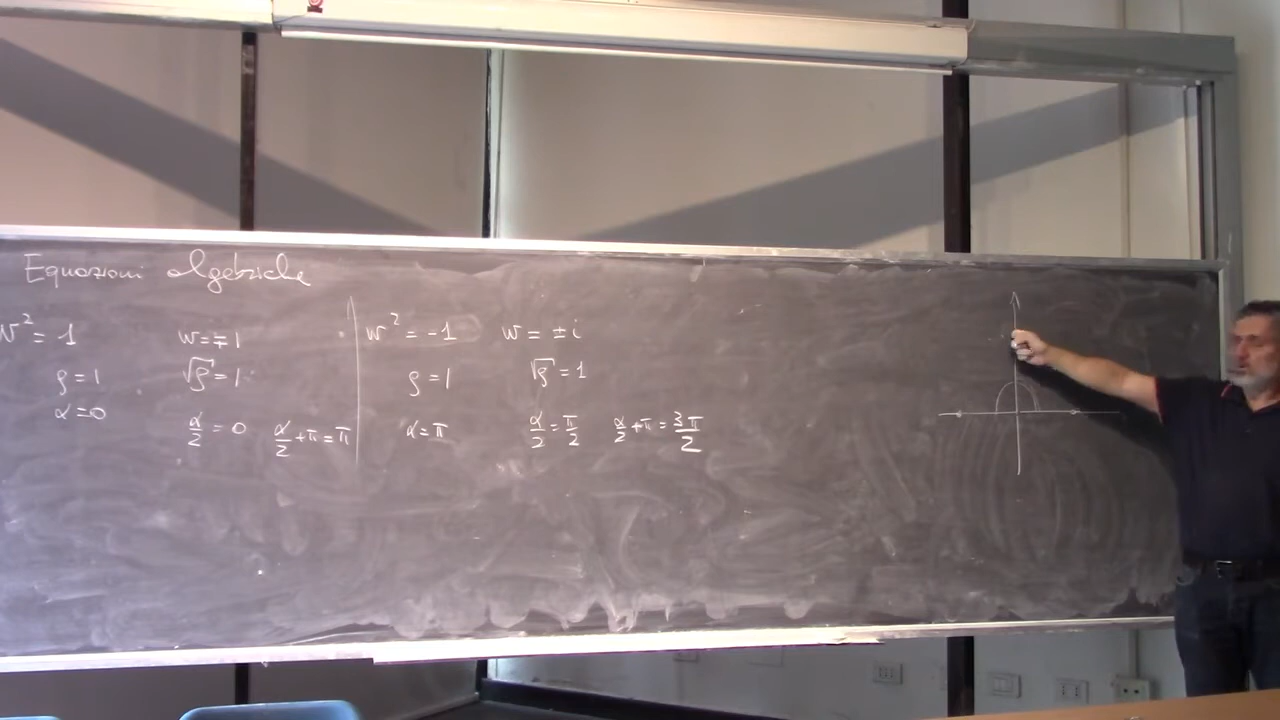 Equazioni algebriche
w² = 1 w = ∓1
ρ = 1 √ρ = 1
α = 0
α/2 = 0 α/2 + π = π
w² = -1 w = ±i
ρ = 1 √ρ = 1
α = π α/2 = π/2 α/2 + π = 3π/2